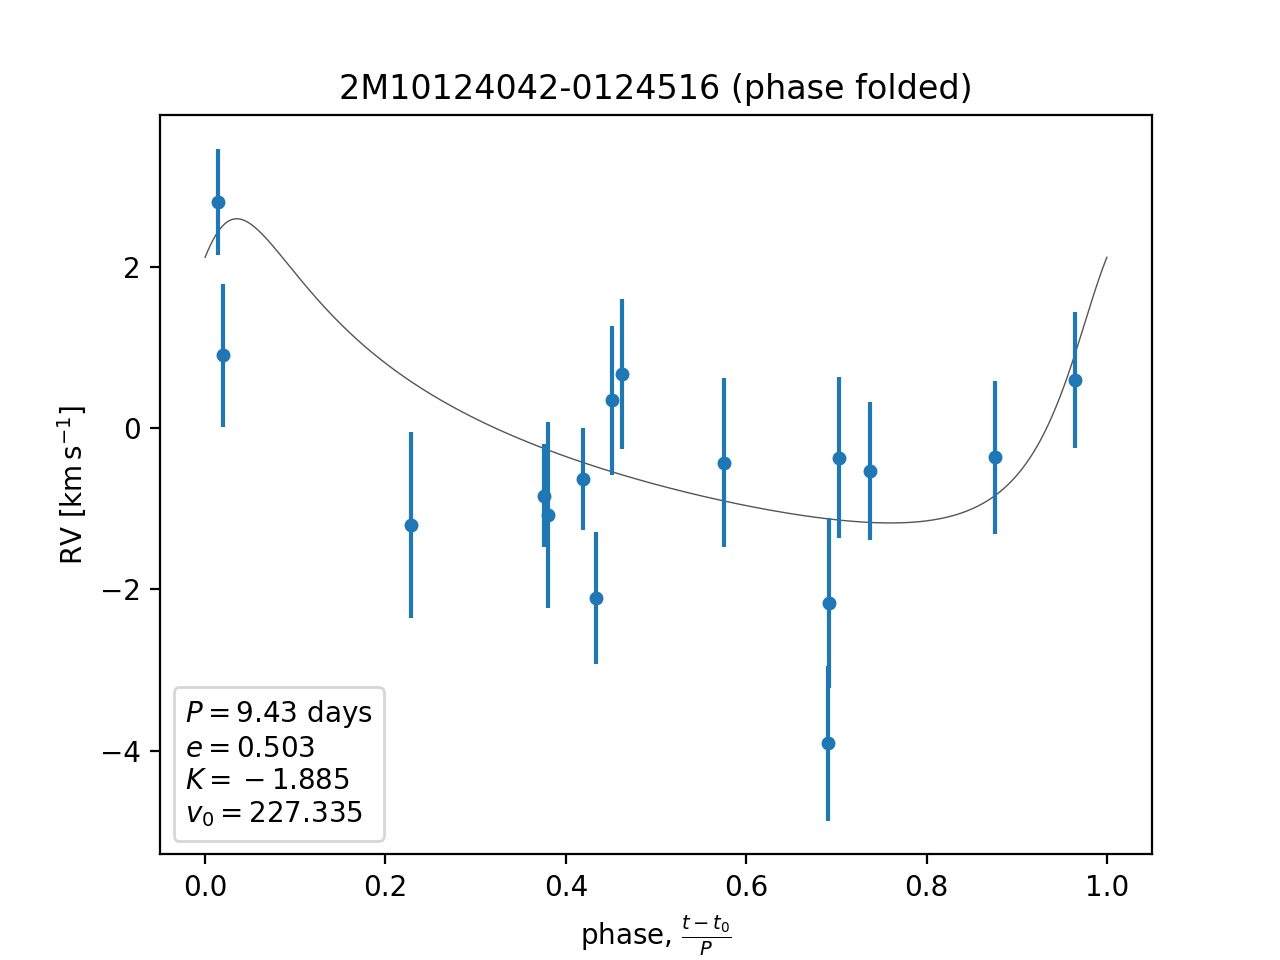 2M10124042-0124516 (phase folded)
RV [km s⁻¹]
2
0
−2
−4
P = 9.43 days
e = 0.503
K = −1.885
v₀ = 227.335
0.0 0.2 0.4 0.6 0.8 1.0
phase, (t − t₀)/P